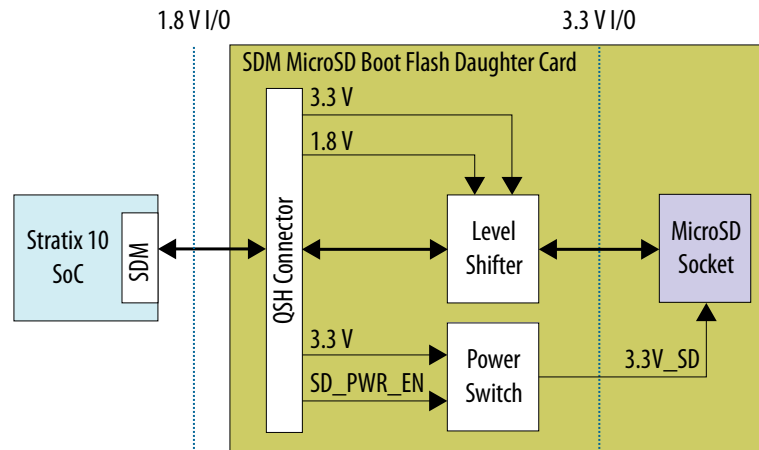 1.8 V I/O
3.3 V I/O
SDM MicroSD Boot Flash Daughter Card
3.3 V
1.8 V
Stratix 10
SoC
SDM
QSH Connector
Level
Shifter
MicroSD
Socket
3.3 V
SD_PWR_EN
Power
Switch
3.3V_SD